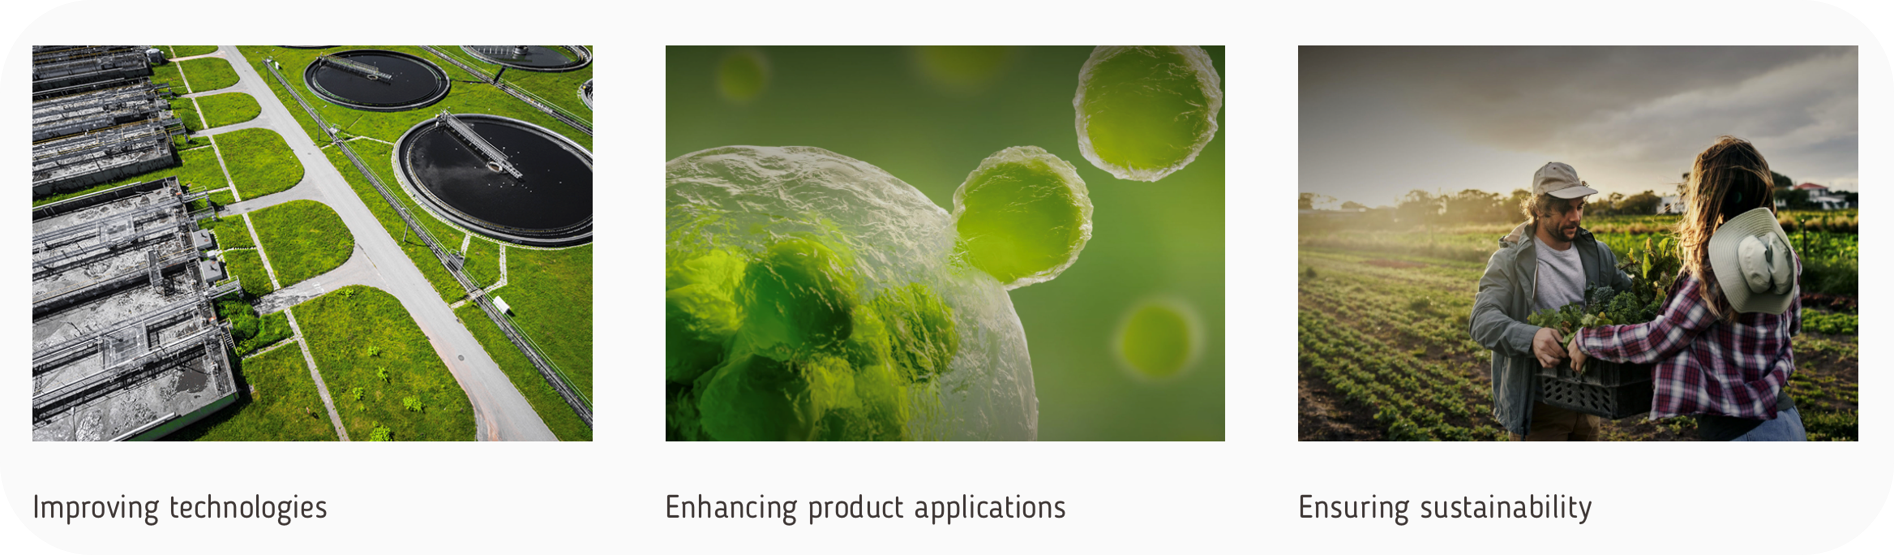 Improving technologies
Enhancing product applications
Ensuring sustainability